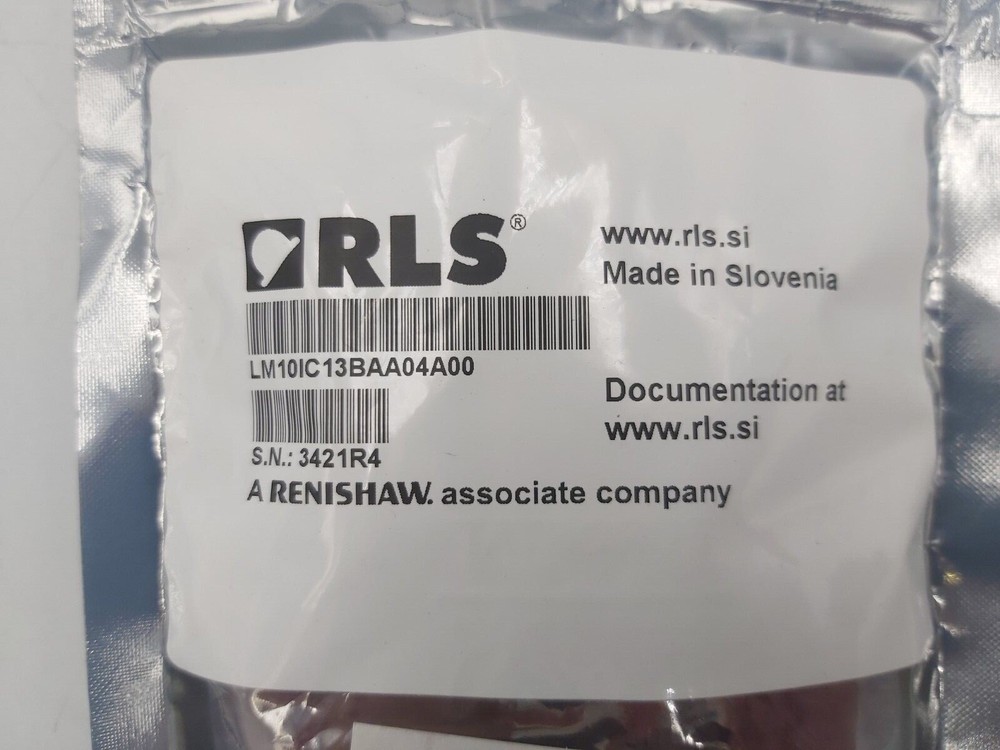 RLS®
www.rls.si
Made in Slovenia
LM10IC13BAA04A00
Documentation at
www.rls.si
S.N.: 3421R4
A RENISHAW. associate company